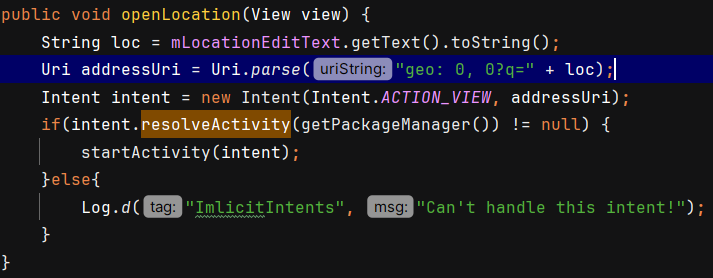 public void openLocation(View view) {
String loc = mLocationEditText.getText().toString();
Uri addressUri = Uri.parse( uriString: "geo: 0, 0?q=" + loc);
Intent intent = new Intent(Intent.ACTION_VIEW, addressUri);
if(intent.resolveActivity(getPackageManager()) != null) {
startActivity(intent);
}else{
Log.d( tag: "ImlicitIntents", msg: "Can't handle this intent!");
}
}